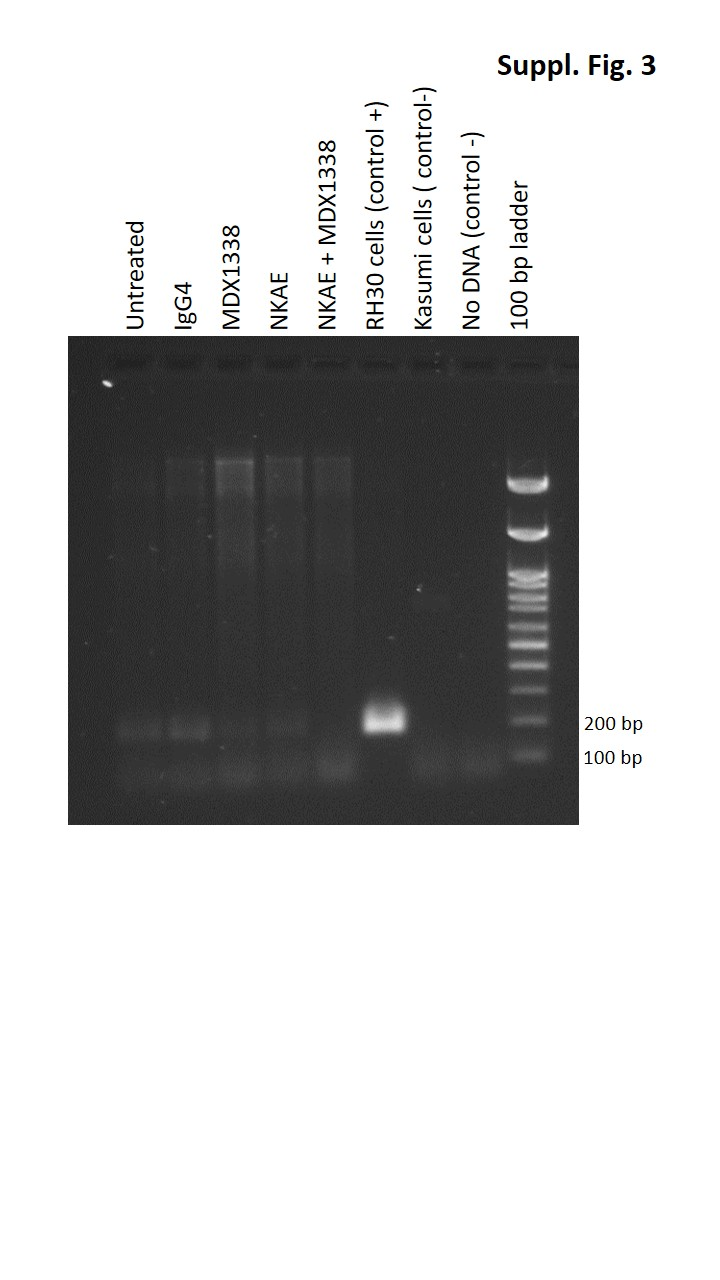 Suppl. Fig. 3
Untreated
IgG4
MDX1338
NKAE
NKAE + MDX1338
RH30 cells (control +)
Kasumi cells ( control-)
No DNA (control -)
100 bp ladder
200 bp
100 bp